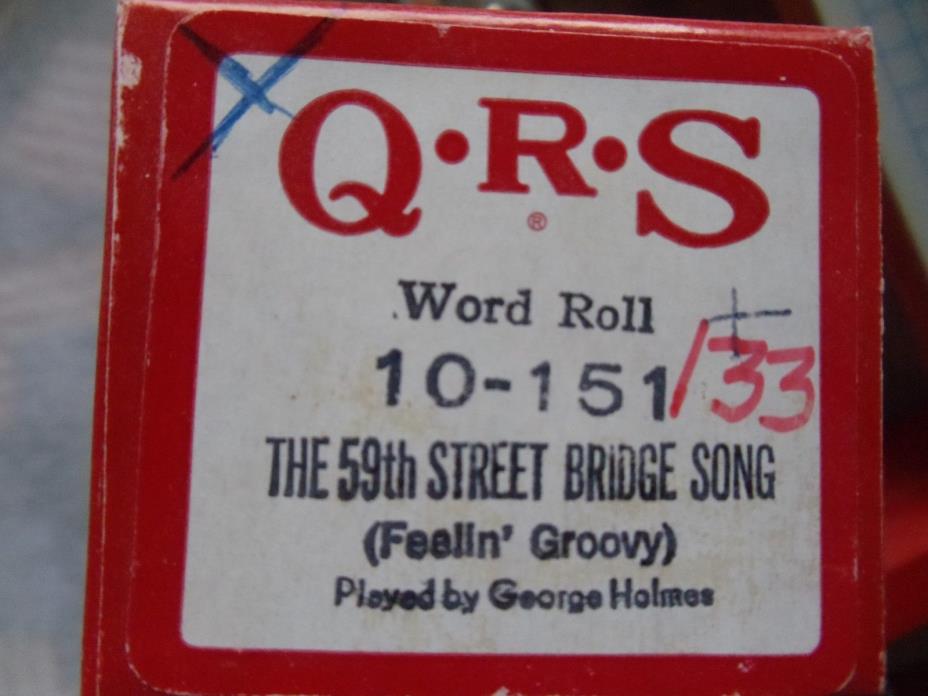 Q·R·S
®
Word Roll
10-151/33
THE 59th STREET BRIDGE SONG
(Feelin' Groovy)
Played by George Holmes